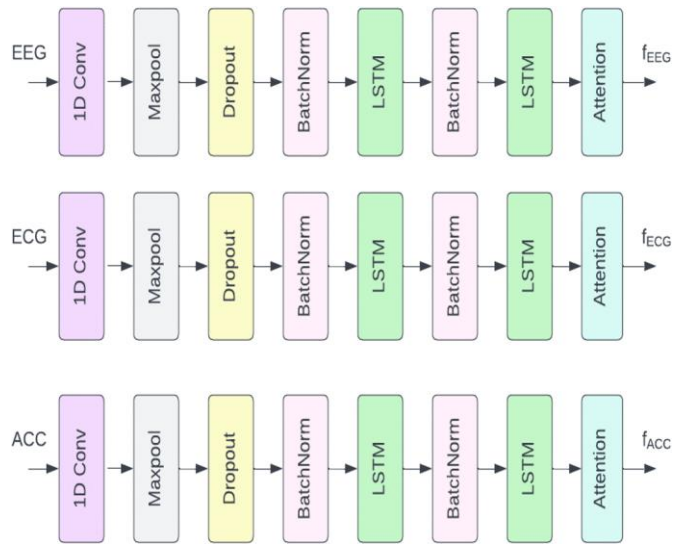 EEG
1D Conv
Maxpool
Dropout
BatchNorm
LSTM
BatchNorm
LSTM
Attention
fEEG
ECG
1D Conv
Maxpool
Dropout
BatchNorm
LSTM
BatchNorm
LSTM
Attention
fECG
ACC
1D Conv
Maxpool
Dropout
BatchNorm
LSTM
BatchNorm
LSTM
Attention
fACC